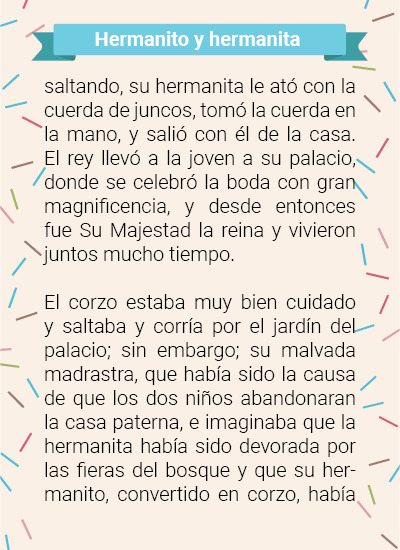 Hermanito y hermanita
saltando, su hermanita le ató con la
cuerda de juncos, tomó la cuerda en
la mano, y salió con él de la casa.
El rey llevó a la joven a su palacio,
donde se celebró la boda con gran
magnificencia, y desde entonces
fue Su Majestad la reina y vivieron
juntos mucho tiempo.
El corzo estaba muy bien cuidado
y saltaba y corría por el jardín del
palacio; sin embargo; su malvada
madrastra, que había sido la causa
de que los dos niños abandonaran
la casa paterna, e imaginaba que la
hermanita había sido devorada por
las fieras del bosque y que su her-
manito, convertido en corzo, había